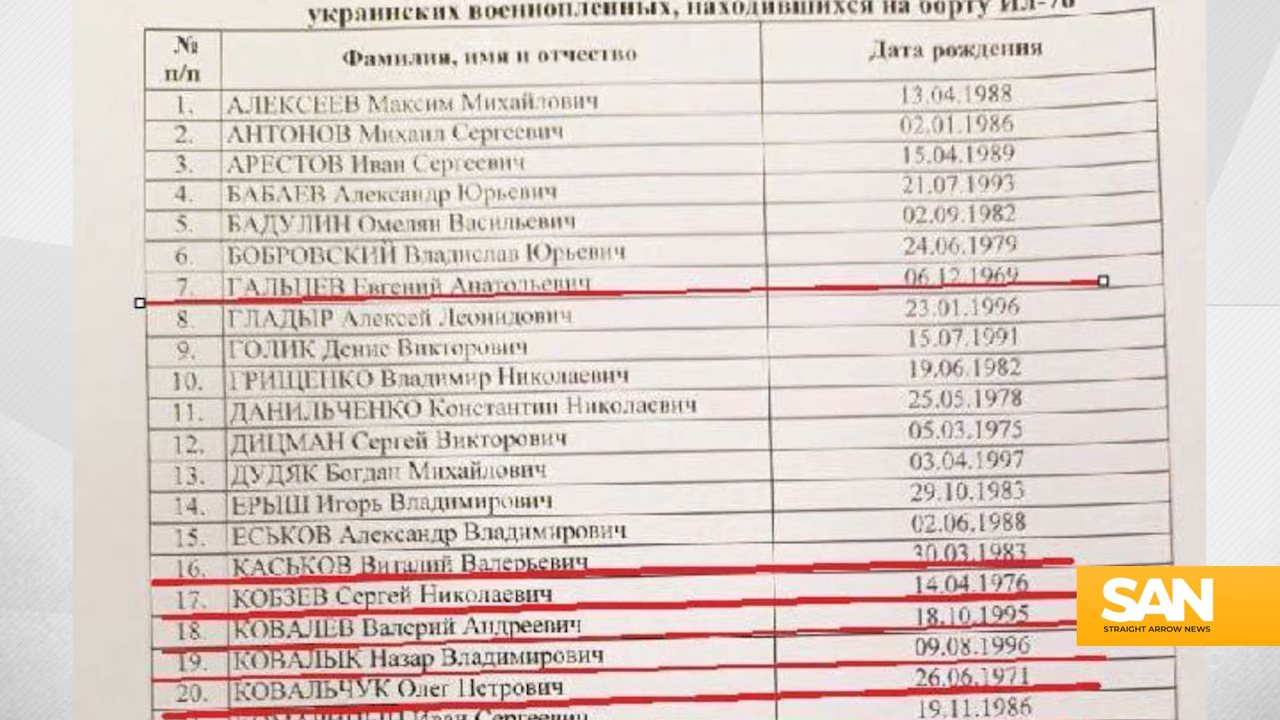 украинских военнопленных, находившихся на борту Ил-76
№ п/п Фамилия, имя и отчество Дата рождения
1. АЛЕКСЕЕВ Максим Михайлович 13.04.1988
2. АНТОНОВ Михаил Сергеевич 02.01.1986
3. АРЕСТОВ Иван Сергеевич 15.04.1989
4. БАБАЕВ Александр Юрьевич 21.07.1993
5. БАДУЛИН Омелян Васильевич 02.09.1982
6. БОБРОВСКИЙ Владислав Юрьевич 24.06.1979
7. ГАЛЬЦЕВ Евгений Анатольевич 06.12.1969
8. ГЛАДЫР Алексей Леонидович 23.01.1996
9. ГОЛИК Денис Викторович 15.07.1991
10. ГРИЩЕНКО Владимир Николаевич 19.06.1982
11. ДАНИЛЬЧЕНКО Константин Николаевич 25.05.1978
12. ДИЦМАН Сергей Викторович 05.03.1975
13. ДУДЯК Богдан Михайлович 03.04.1997
14. ЕРЫШ Игорь Владимирович 29.10.1983
15. ЕСЬКОВ Александр Владимирович 02.06.1988
16. КАСЬКОВ Виталий Валерьевич 30.03.1983
17. КОБЗЕВ Сергей Николаевич 14.04.1976
18. КОВАЛЕВ Валерий Андреевич 18.10.1995
19. КОВАЛЫК Назар Владимирович 09.08.1996
20. КОВАЛЬЧУК Олег Петрович 26.06.1971
Иван Сергеевич 19.11.1986
SAN
STRAIGHT ARROW NEWS